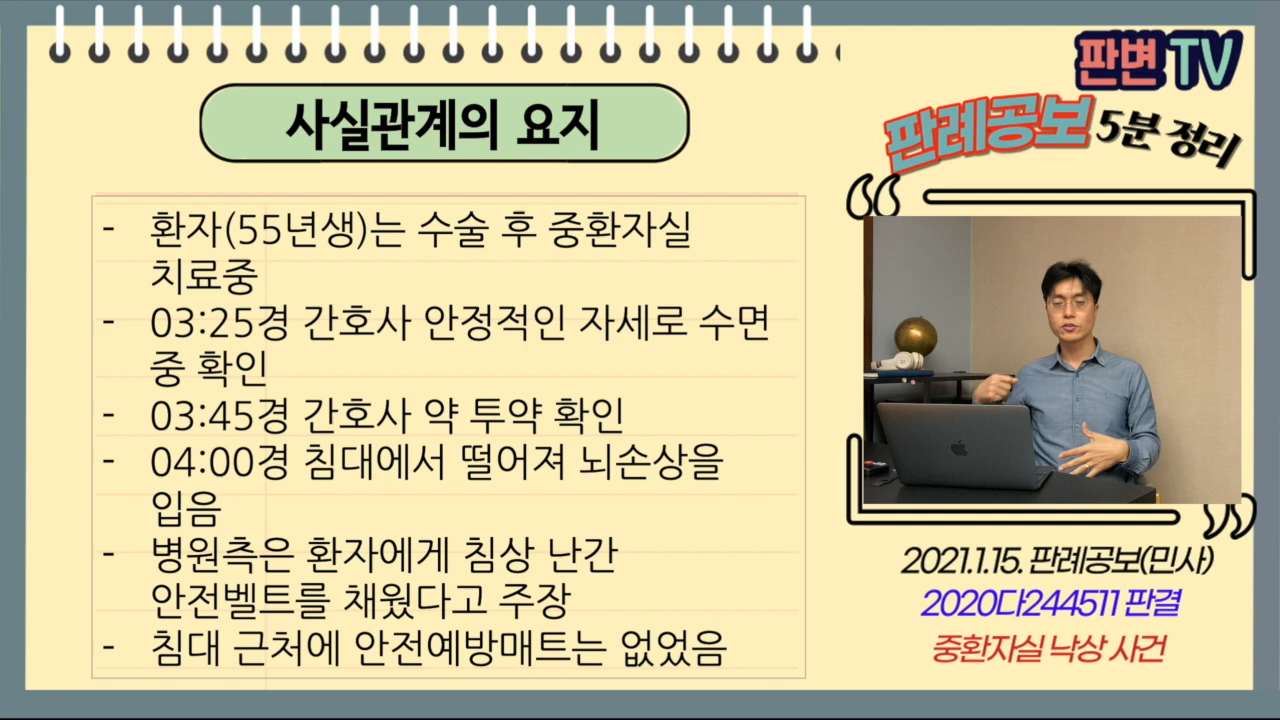 판변 TV
판례공보 5분 정리
사실관계의 요지
- 환자(55년생)는 수술 후 중환자실
치료중
- 03:25경 간호사 안정적인 자세로 수면
중 확인
- 03:45경 간호사 약 투약 확인
- 04:00경 침대에서 떨어져 뇌손상을
입음
- 병원측은 환자에게 침상 난간
안전벨트를 채웠다고 주장
- 침대 근처에 안전예방매트는 없었음
2021.1.15. 판례공보(민사)
2020다244511 판결
중환자실 낙상 사건